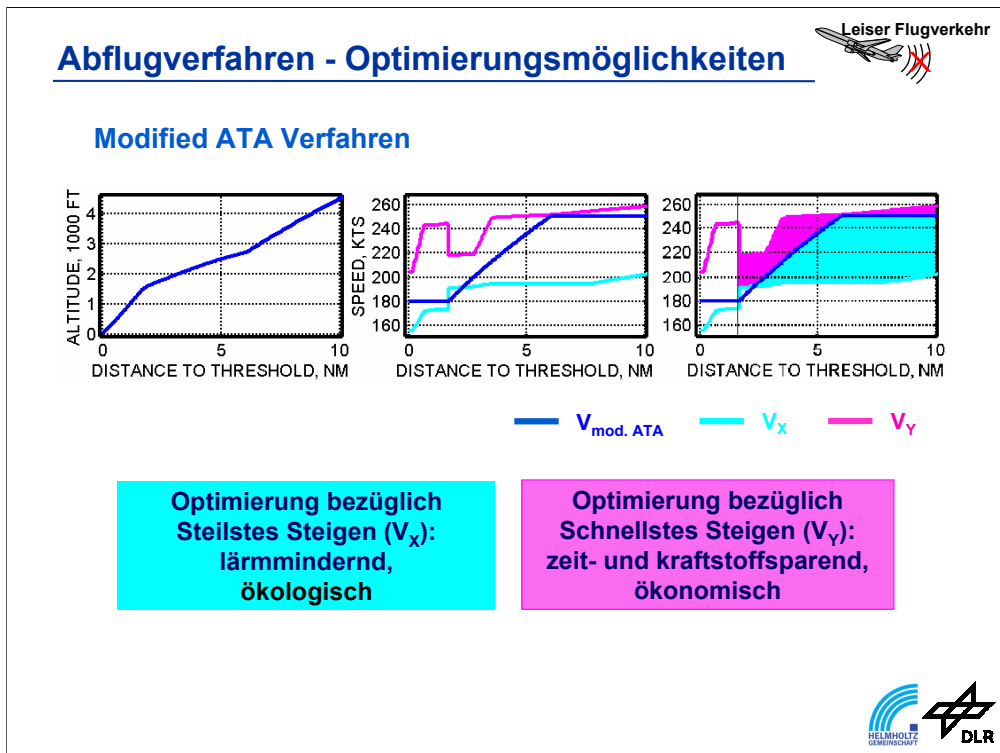 Leiser Flugverkehr
Abflugverfahren - Optimierungsmöglichkeiten
Modified ATA Verfahren
ALTITUDE, 1000 FT
4
3
2
1
0
0 5 10
DISTANCE TO THRESHOLD, NM
SPEED, KTS
260
240
220
200
180
160
0 5 10
DISTANCE TO THRESHOLD, NM
260
240
220
200
180
160
0 5 10
DISTANCE TO THRESHOLD, NM
Vmod. ATA VX VY
Optimierung bezüglich
Steilstes Steigen (VX):
lärmmindernd,
ökologisch
Optimierung bezüglich
Schnellstes Steigen (VY):
zeit- und kraftstoffsparend,
ökonomisch
HELMHOLTZ
GEMEINSCHAFT
DLR